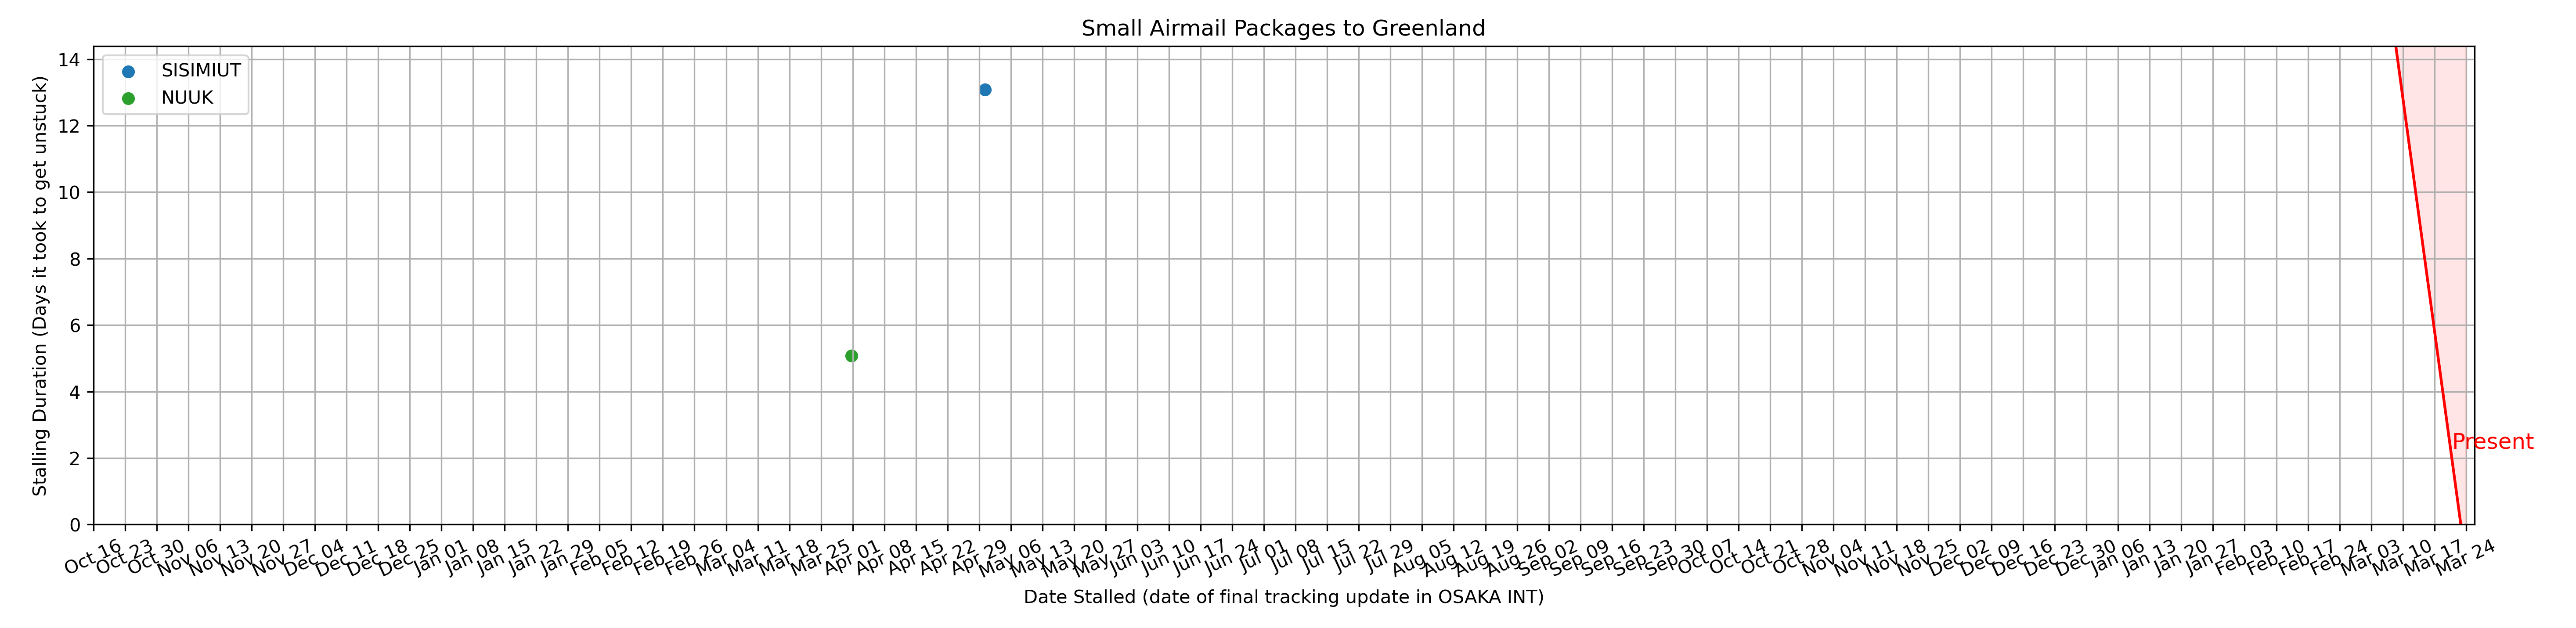 Small Airmail Packages to Greenland
SISIMIUT
NUUK
14
12
10
8
6
4
2
0
Stalling Duration (Days it took to get unstuck)
Present
Oct 16 Oct 23 Oct 30 Nov 06 Nov 13 Nov 20 Nov 27 Dec 04 Dec 11 Dec 18 Dec 25 Jan 01 Jan 08 Jan 15 Jan 22 Jan 29 Feb 05 Feb 12 Feb 19 Feb 26 Mar 04 Mar 11 Mar 18 Mar 25 Apr 01 Apr 08 Apr 15 Apr 22 Apr 29 May 06 May 13 May 20 May 27 Jun 03 Jun 10 Jun 17 Jun 24 Jul 01 Jul 08 Jul 15 Jul 22 Jul 29 Aug 05 Aug 12 Aug 19 Aug 26 Sep 02 Sep 09 Sep 16 Sep 23 Sep 30 Oct 07 Oct 14 Oct 21 Oct 28 Nov 04 Nov 11 Nov 18 Nov 25 Dec 02 Dec 09 Dec 16 Dec 23 Dec 30 Jan 06 Jan 13 Jan 20 Jan 27 Feb 03 Feb 10 Feb 17 Feb 24 Mar 03 Mar 10 Mar 17 Mar 24
Date Stalled (date of final tracking update in OSAKA INT)